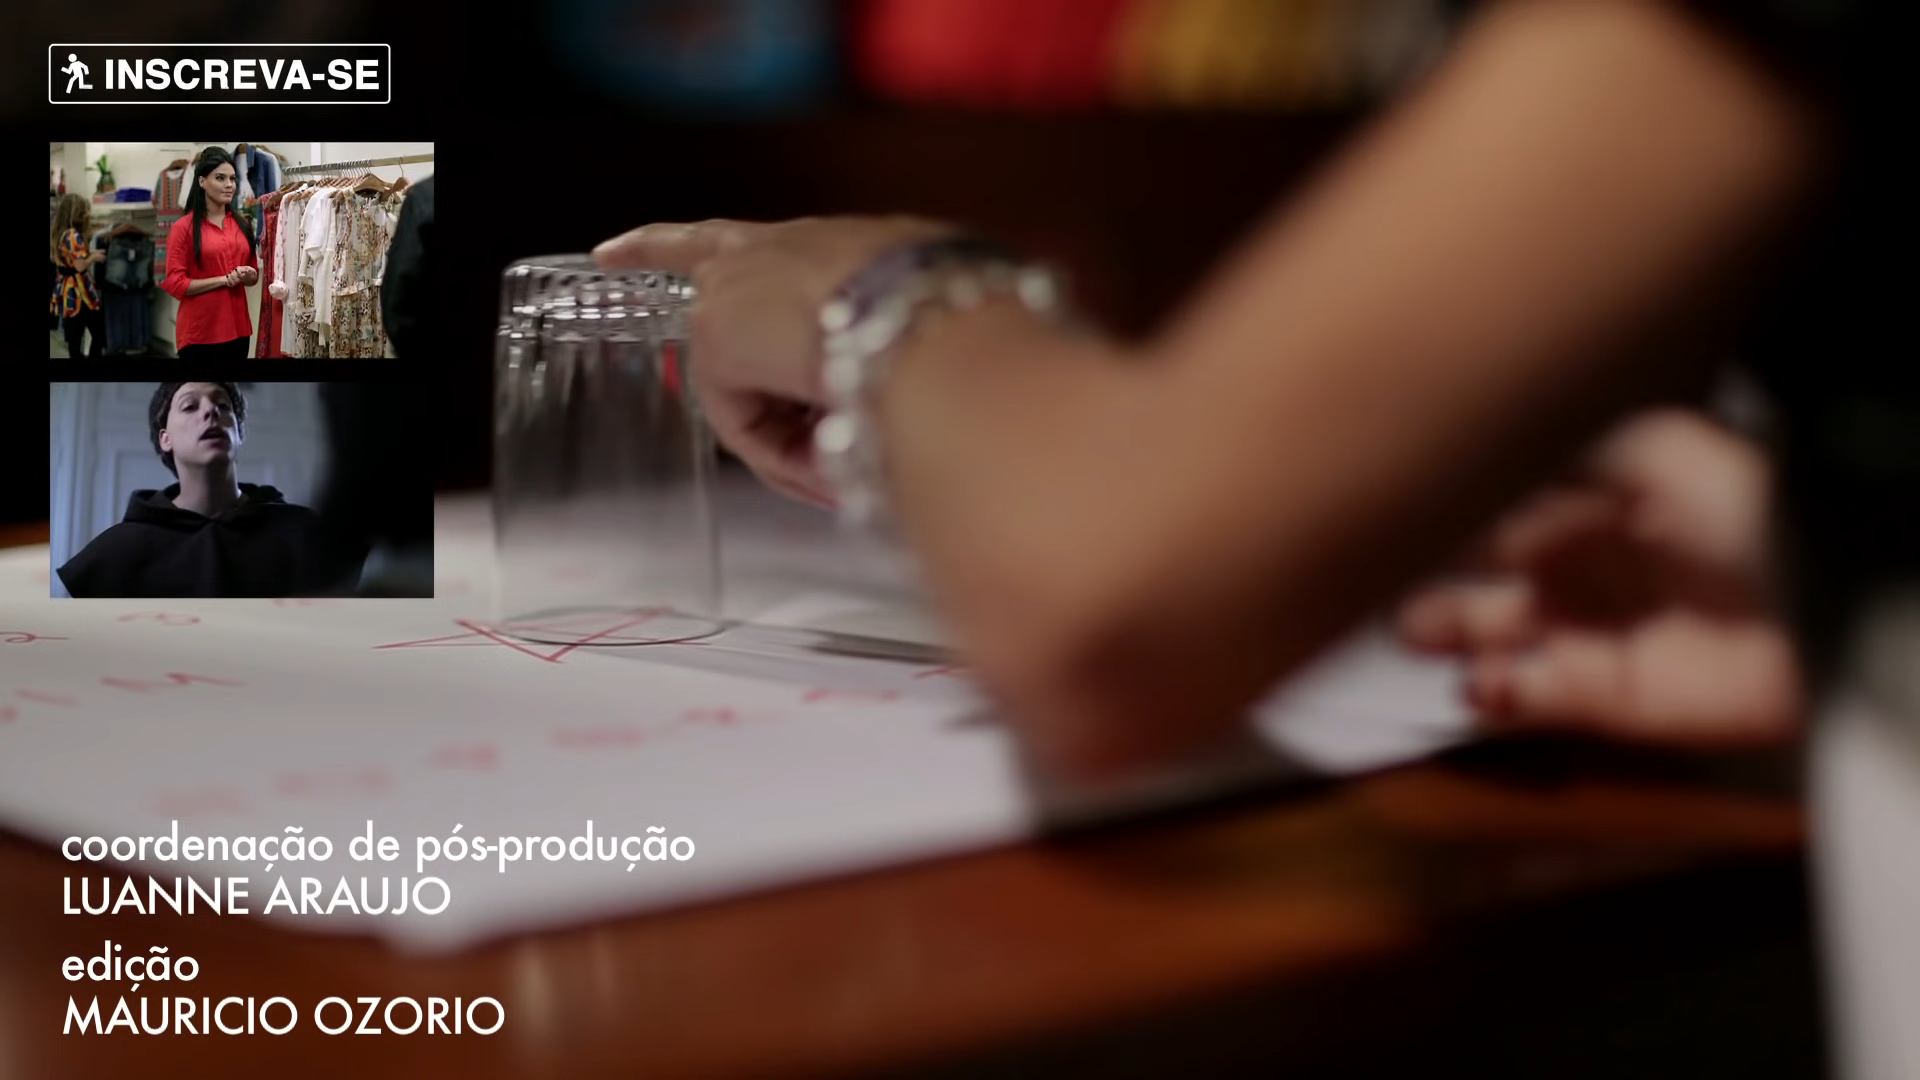 INSCREVA-SE
coordenação de pós-produção
LUANNE ARAUJO
edição
MAURICIO OZORIO